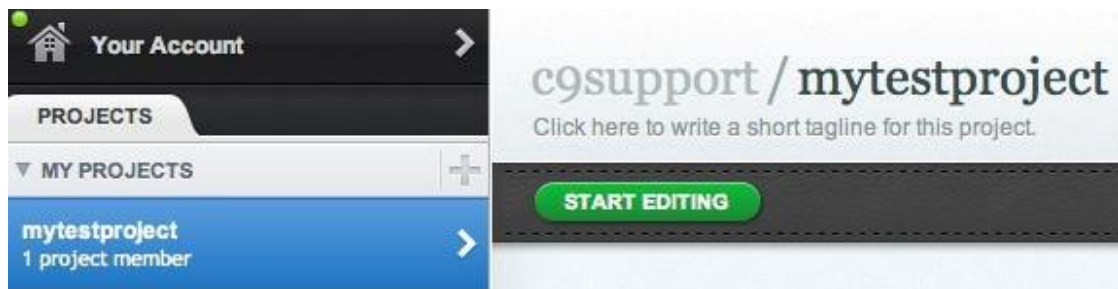 Your Account
PROJECTS
MY PROJECTS
mytestproject
1 project member
c9support / mytestproject
Click here to write a short tagline for this project.
START EDITING